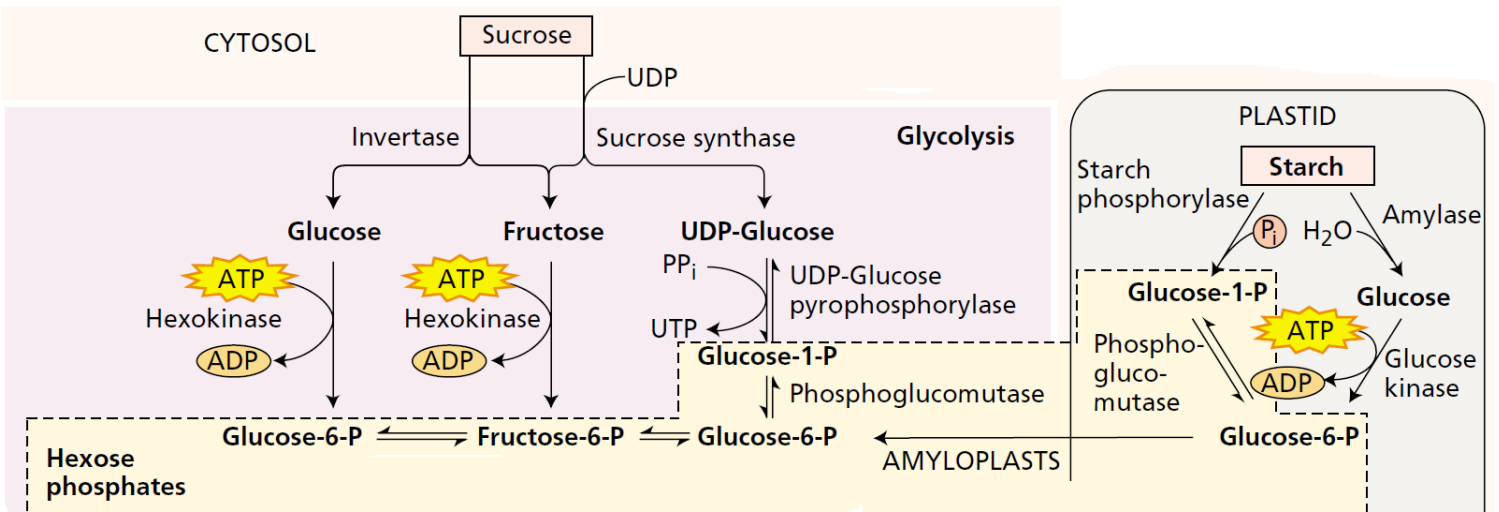 CYTOSOL
Sucrose
UDP
Invertase
Sucrose synthase
Glycolysis
Glucose
Fructose
UDP-Glucose
ATP
Hexokinase
ADP
ATP
Hexokinase
ADP
PPi
UTP
UDP-Glucose
pyrophosphorylase
Glucose-1-P
Phosphoglucomutase
Glucose-6-P
Fructose-6-P
Glucose-6-P
Hexose
phosphates
AMYLOPLASTS
PLASTID
Starch
Starch
phosphorylase
Pi
H2O
Amylase
Glucose-1-P
Glucose
Phospho-
gluco-
mutase
ATP
ADP
Glucose
kinase
Glucose-6-P